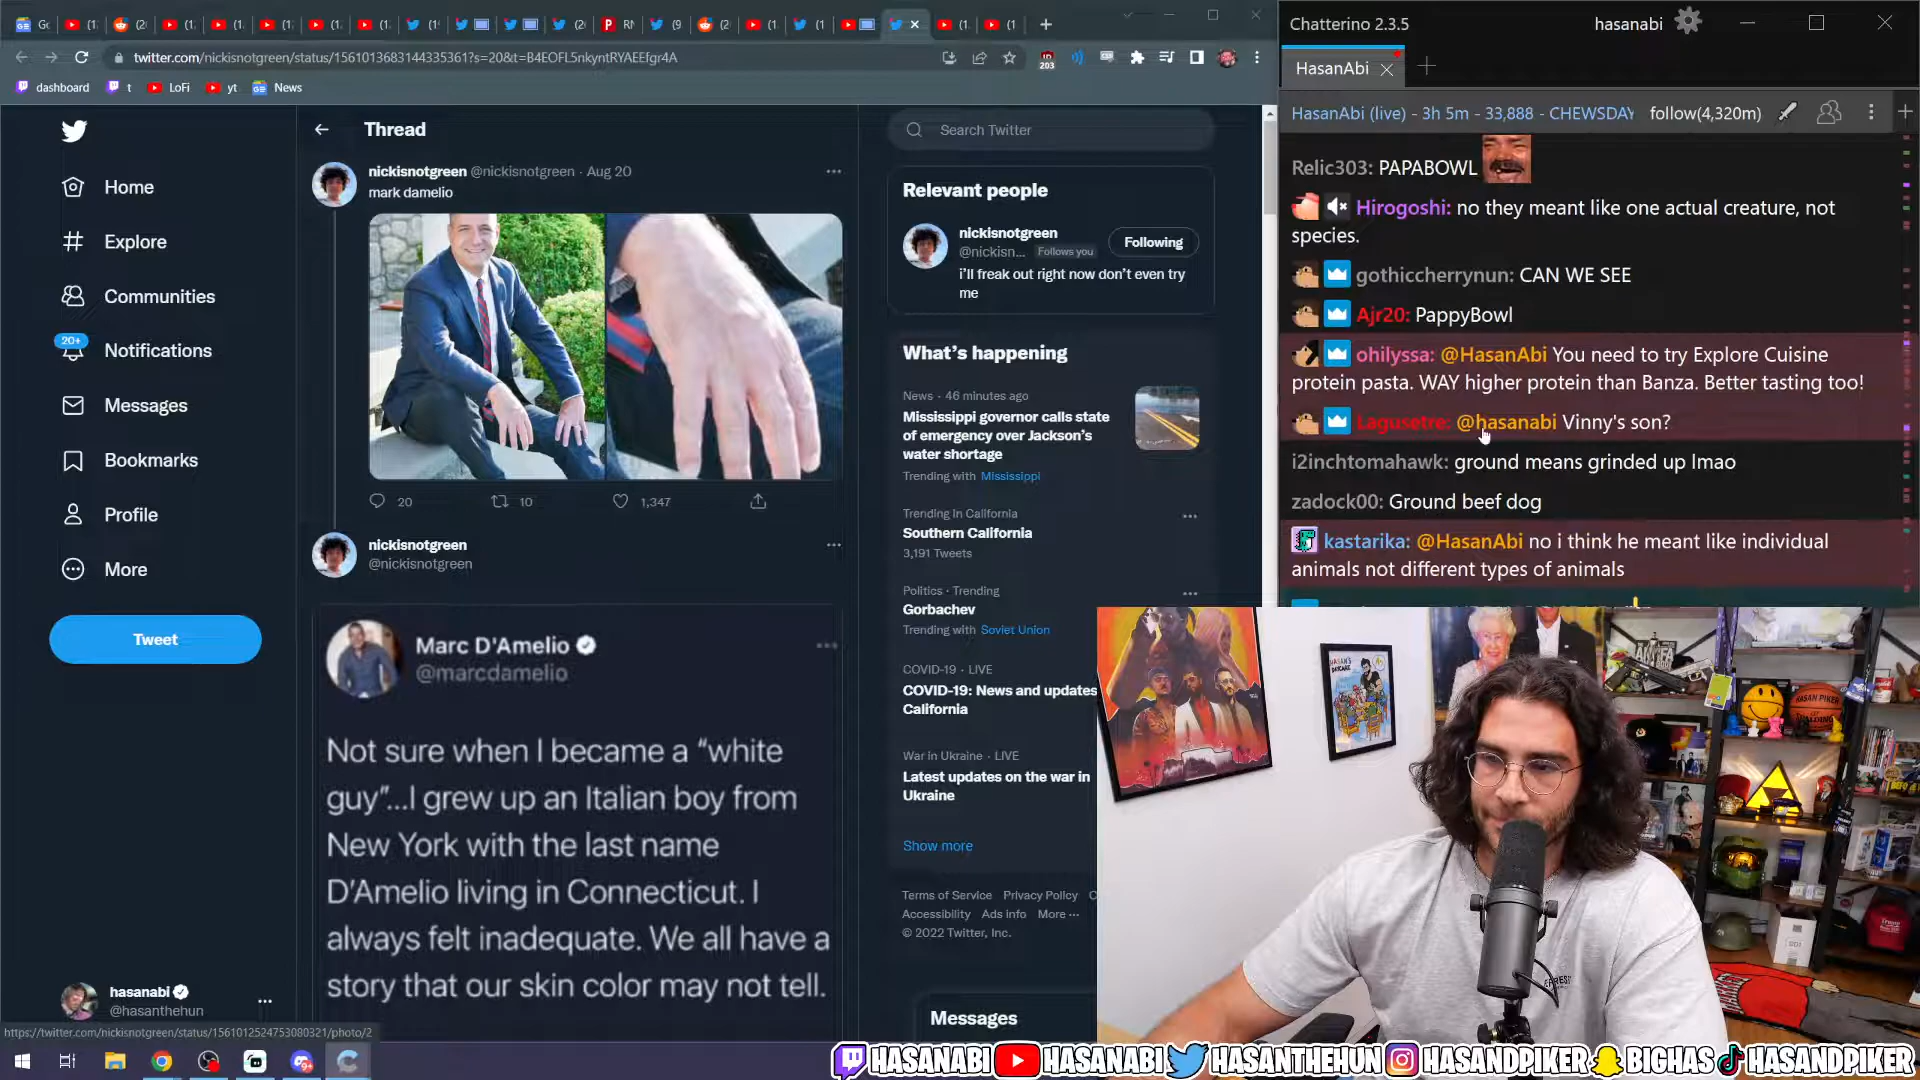 twitter.com/nickisnotgreen/status/1561013683144335361?s=20&t=B4EOFL5nkyntRYAEEfgr4A
203
dashboard
t
LoFi
yt
News
Thread
Search Twitter
Home
Explore
Communities
20+
Notifications
Messages
Bookmarks
Profile
More
Tweet
hasanabi
@hasanthehun
https://twitter.com/nickisnotgreen/status/1561012524753080321/photo/2
nickisnotgreen @nickisnotgreen · Aug 20
mark damelio
20
10
1,347
nickisnotgreen
@nickisnotgreen
Marc D'Amelio
@marcdamelio
Not sure when I became a “white
guy”...I grew up an Italian boy from
New York with the last name
D'Amelio living in Connecticut. I
always felt inadequate. We all have a
story that our skin color may not tell.
Relevant people
nickisnotgreen
@nickisn... Follows you
Following
i'll freak out right now don't even try
me
What's happening
News · 46 minutes ago
Mississippi governor calls state
of emergency over Jackson's
water shortage
Trending with Mississippi
Trending in California
Southern California
3,191 Tweets
Politics · Trending
Gorbachev
Trending with Soviet Union
COVID-19 · LIVE
COVID-19: News and updates
California
War in Ukraine · LIVE
Latest updates on the war in
Ukraine
Show more
Terms of Service Privacy Policy C
Accessibility Ads info More ···
© 2022 Twitter, Inc.
Messages
Chatterino 2.3.5
hasanabi
HasanAbi
HasanAbi (live) - 3h 5m - 33,888 - CHEWSDAY
follow(4,320m)
Relic303: PAPABOWL
Hirogoshi: no they meant like one actual creature, not
species.
gothiccherrynun: CAN WE SEE
Ajr20: PappyBowl
ohilyssa: @HasanAbi You need to try Explore Cuisine
protein pasta. WAY higher protein than Banza. Better tasting too!
Lagusetre: @hasanabi Vinny's son?
i2inchtomahawk: ground means grinded up lmao
zadock00: Ground beef dog
kastarika: @HasanAbi no i think he meant like individual
animals not different types of animals
HASANABI HASANABI HASANTHEHUN HASANDPIKER BIGHAS HASANDPIKER